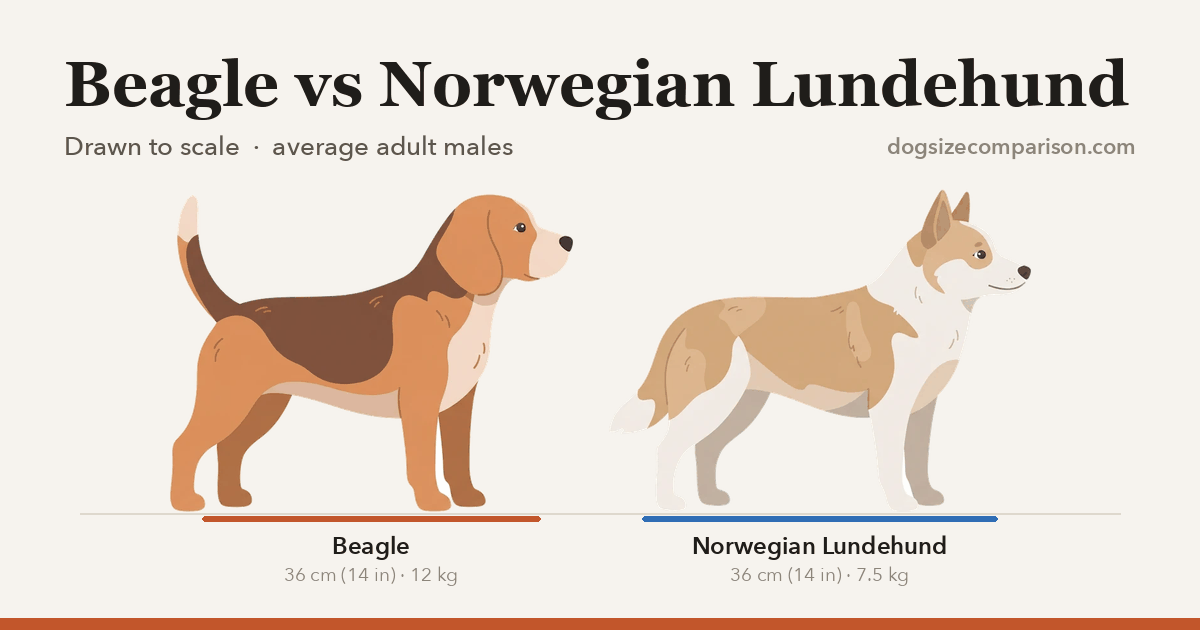 Beagle vs Norwegian Lundehund
Drawn to scale · average adult males
dogsizecomparison.com
Beagle
36 cm (14 in) · 12 kg
Norwegian Lundehund
36 cm (14 in) · 7.5 kg